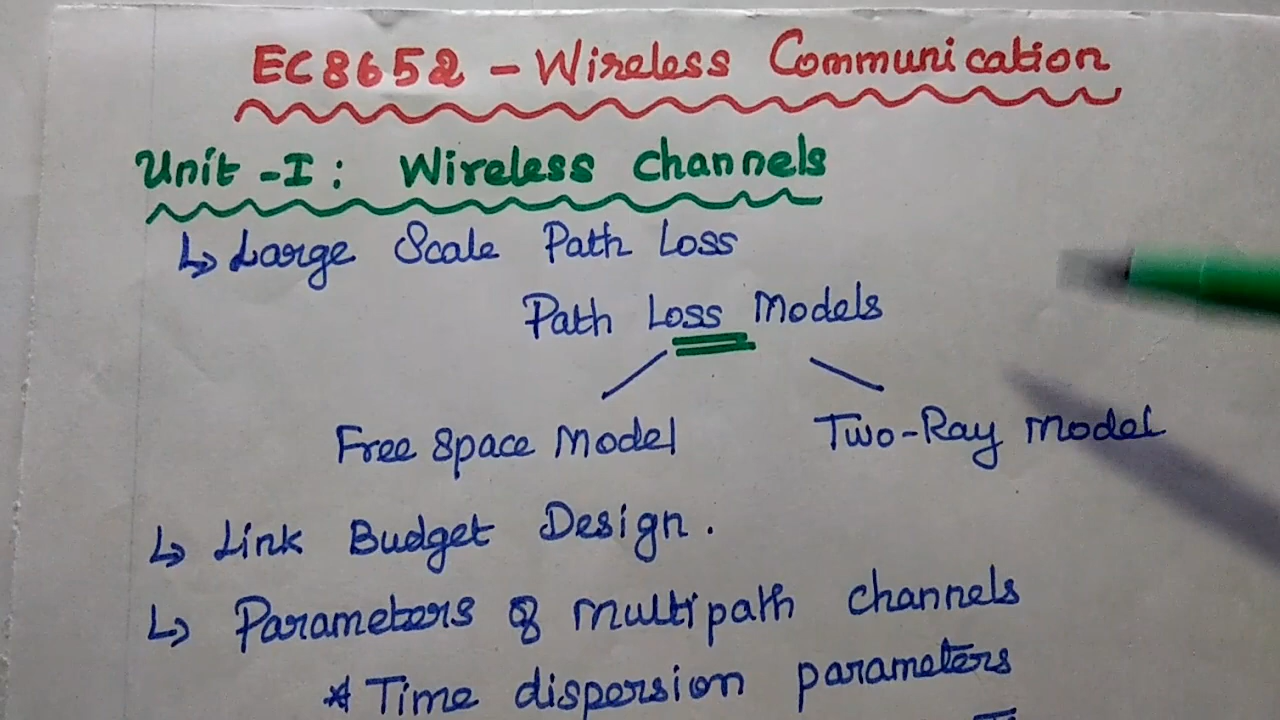 EC8652 - Wireless Communication
Unit -I: Wireless channels
↳ Large Scale Path Loss
Path Loss Models
Free Space Model Two-Ray Model
↳ Link Budget Design.
↳ Parameters of multipath channels
* Time dispersion parameters